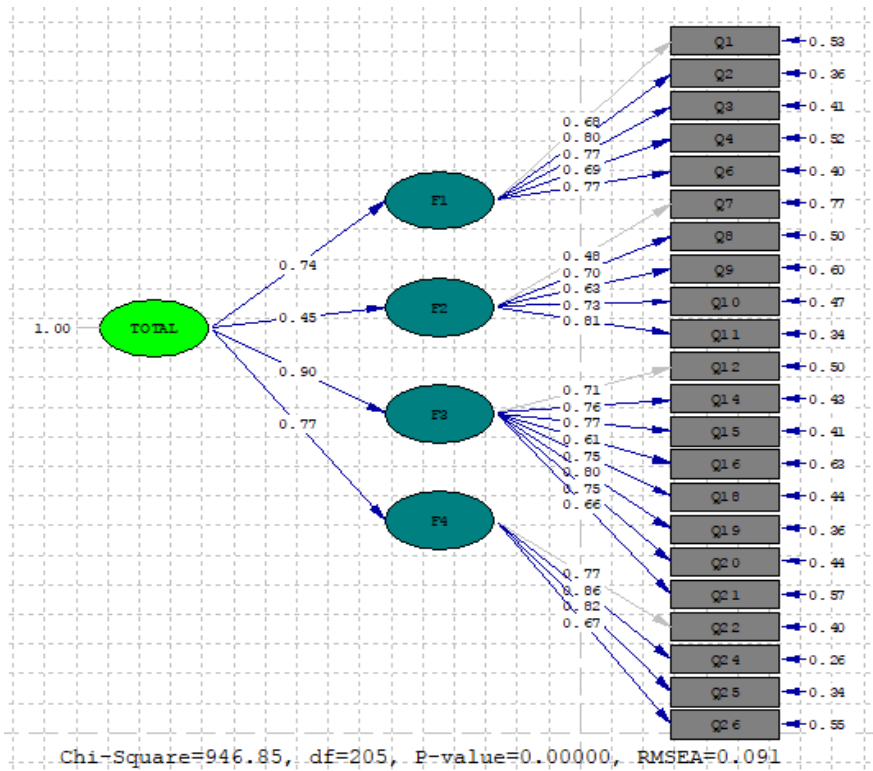 Q1 0.53
Q2 0.36
Q3 0.41
0.68
0.80
Q4 0.52
0.77
0.69
Q6 0.40
0.77
F1
Q7 0.77
Q8 0.50
0.74
0.48
0.70
Q9 0.60
0.63
0.73
Q10 0.47
F2
0.45
0.81
1.00 TOTAL
Q11 0.34
Q12 0.50
0.90
0.71
0.76
Q14 0.43
F3
0.77
0.77
0.61
Q15 0.41
0.75
Q16 0.63
0.80
0.75
Q18 0.44
0.66
F4
Q19 0.36
Q20 0.44
0.77
0.86
Q21 0.57
0.82
0.67
Q22 0.40
Q24 0.26
Q25 0.34
Q26 0.55
Chi-Square=946.85, df=205, P-value=0.00000, RMSEA=0.091